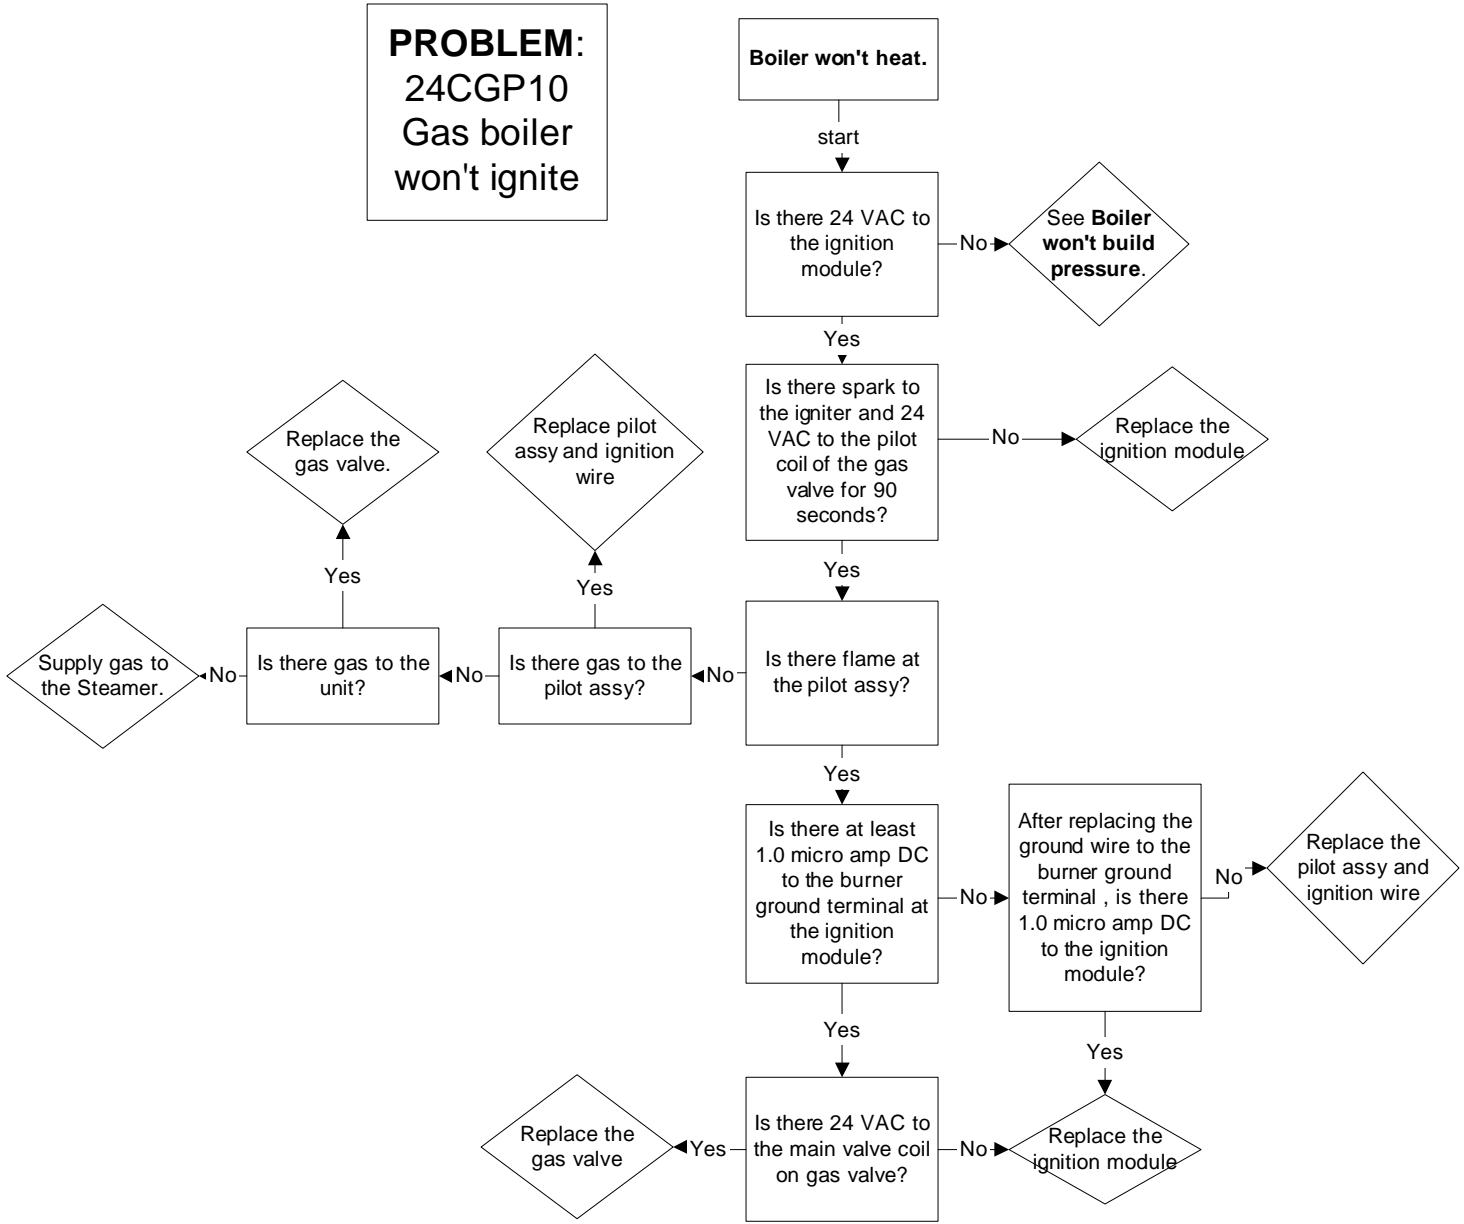 PROBLEM:
24CGP10
Gas boiler
won't ignite
Boiler won't heat.
start
Is there 24 VAC to
the ignition
module?
No
See Boiler
won't build
pressure.
Yes
Is there spark to
the igniter and 24
VAC to the pilot
coil of the gas
valve for 90
seconds?
No
Replace the
ignition module
Replace the
gas valve.
Replace pilot
assy and ignition
wire
Yes
Yes
Yes
Supply gas to
the Steamer.
No
Is there gas to the
unit?
No
Is there gas to the
pilot assy?
No
Is there flame at
the pilot assy?
Yes
Is there at least
1.0 micro amp DC
to the burner
ground terminal at
the ignition
module?
No
After replacing the
ground wire to the
burner ground
terminal , is there
1.0 micro amp DC
to the ignition
module?
No
Replace the
pilot assy and
ignition wire
Yes
Yes
Replace the
gas valve
Yes
Is there 24 VAC to
the main valve coil
on gas valve?
No
Replace the
ignition module